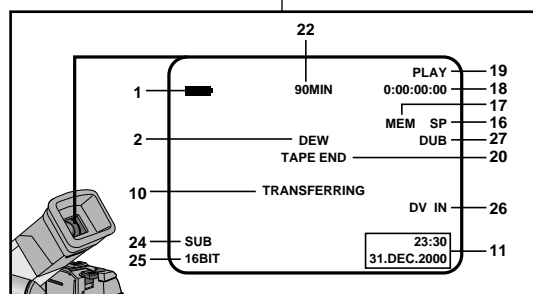 22
PLAY 19
1 90MIN 0:00:00:00 18
17
MEM SP 16
2 DEW DUB 27
TAPE END 20
10 TRANSFERRING
DV IN 26
24 SUB 23:30
25 16BIT 31.DEC.2000 11